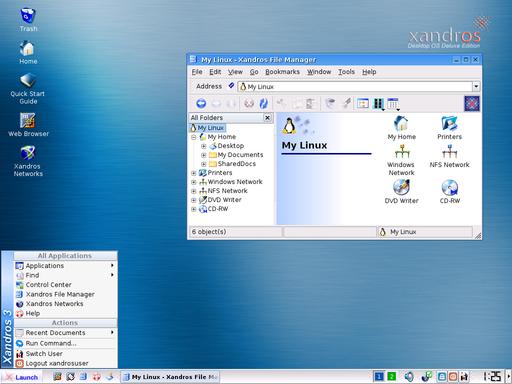 Trash
Home
Quick Start
Guide
Web Browser
Xandros
Networks
xandros
Desktop OS Deluxe Edition
My Linux - Xandros File Manager
File Edit View Go Bookmarks Window Tools Help
Address My Linux
All Folders
My Linux
My Home
Desktop
My Documents
SharedDocs
Printers
Windows Network
NFS Network
DVD Writer
CD-RW
My Linux
My Home Printers
Windows
Network
NFS Network
DVD Writer CD-RW
6 object(s) My Linux
All Applications
Applications
Find
Control Center
Xandros File Manager
Xandros Networks
Help
Actions
Recent Documents
Run Command...
Switch User
Logout xandrosuser
Xandros 3
Launch
My Linux - Xandros File Ma
1 2
1:25